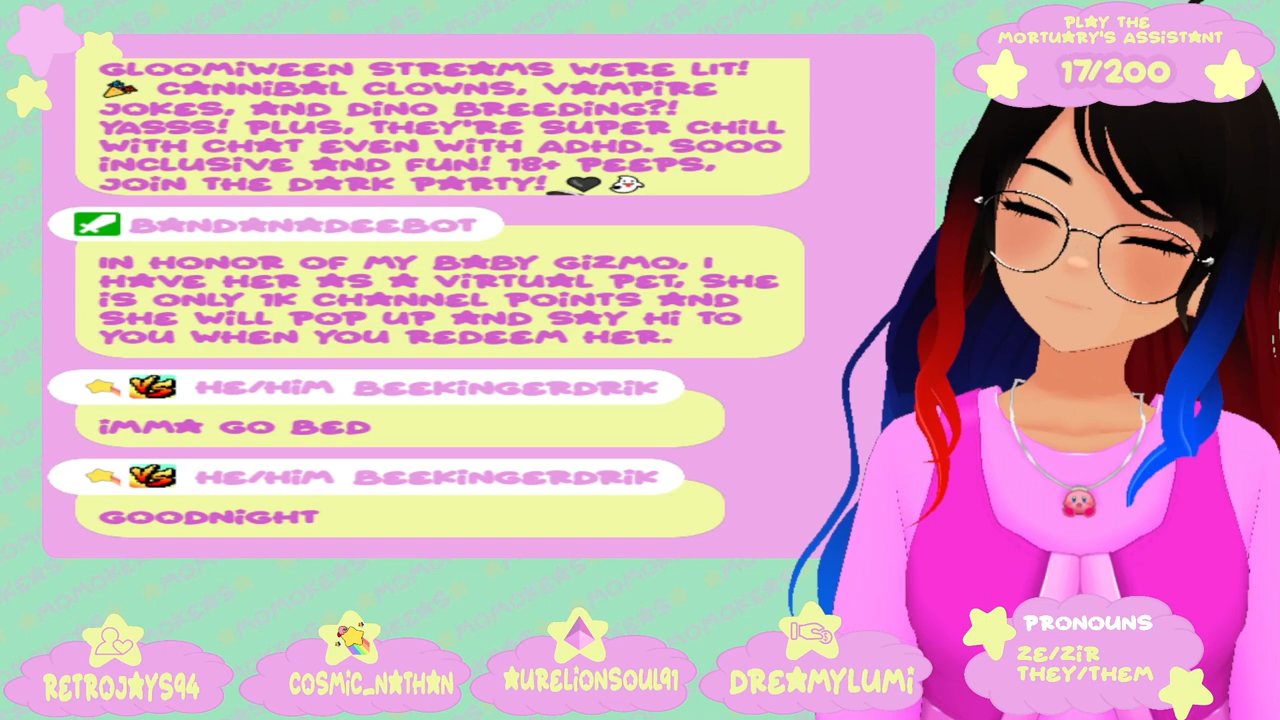 PLAY THE
MORTUARY'S ASSISTANT
17/200
GLOOMIWEEN STREAMS WERE LIT!
CANNIBAL CLOWNS, VAMPIRE
JOKES, AND DINO BREEDING?!
YASSS! PLUS, THEY'RE SUPER CHILL
WITH CHAT EVEN WITH ADHD. SOOO
INCLUSIVE AND FUN! 18+ PEEPS,
JOIN THE DARK PARTY! 🖤 👻
BANDANADEEBOT
IN HONOR OF MY BABY GIZMO, I
HAVE HER AS A VIRTUAL PET, SHE
IS ONLY 1K CHANNEL POINTS AND
SHE WILL POP UP AND SAY HI TO
YOU WHEN YOU REDEEM HER.
HE/HIM BEEKINGERDRIK
IMMA GO BED
HE/HIM BEEKINGERDRIK
GOODNIGHT
RETROJAYS94
COSMIC_NATHAN
AURELIONSOUL91
DREAMYLUMI
PRONOUNS
ZE/ZIR
THEY/THEM